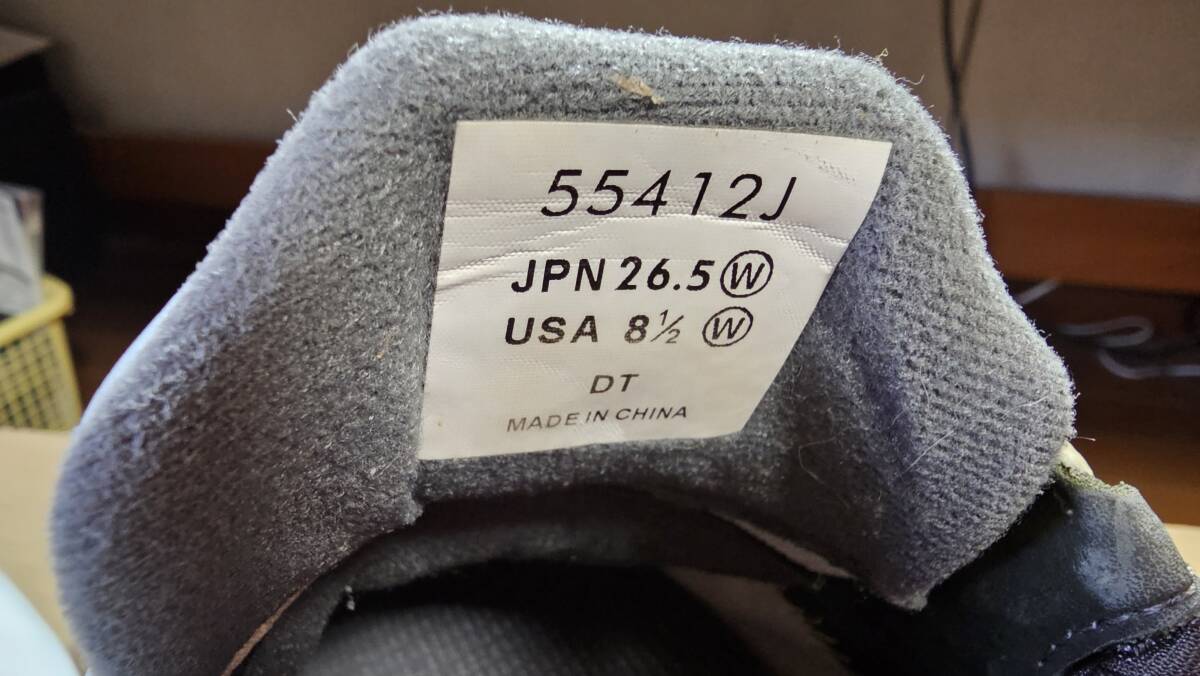 55412J
JPN 26.5 Ⓦ
USA 8½ Ⓦ
DT
MADE IN CHINA